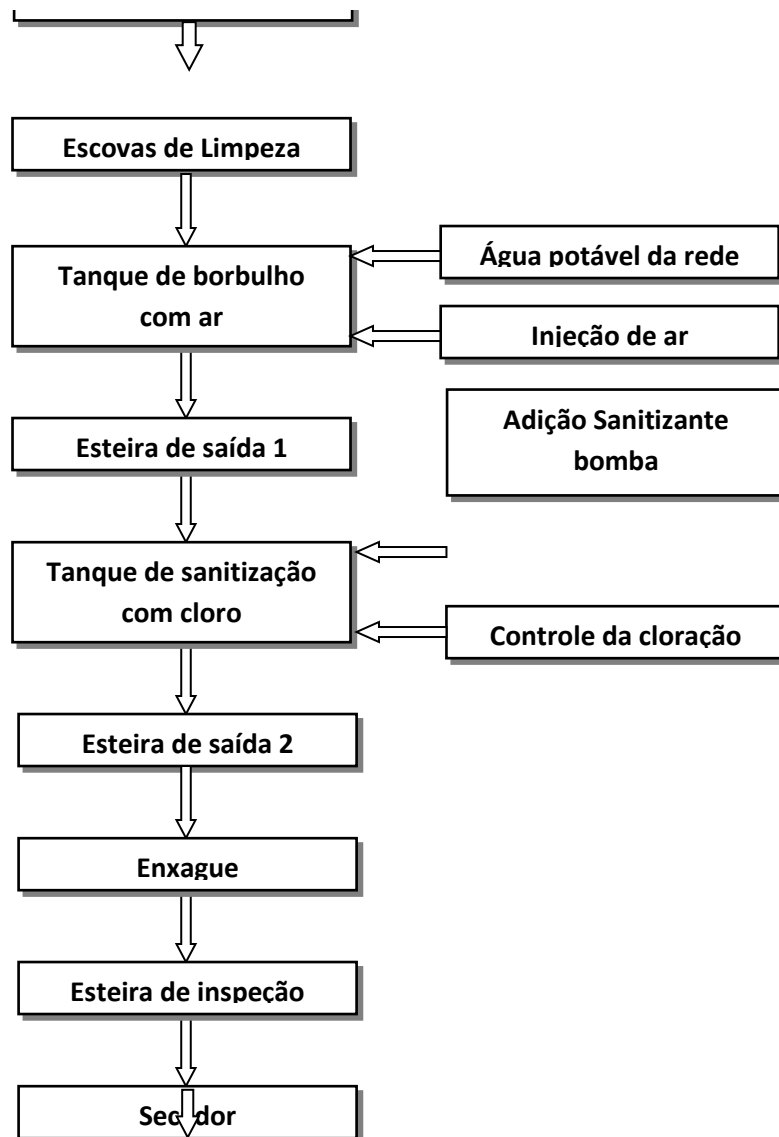 Escovas de Limpeza
Água potável da rede
Tanque de borbulho
com ar
Injeção de ar
Adição Sanitizante
bomba
Esteira de saída 1
Tanque de sanitização
com cloro
Controle da cloração
Esteira de saída 2
Enxague
Esteira de inspeção
Secador